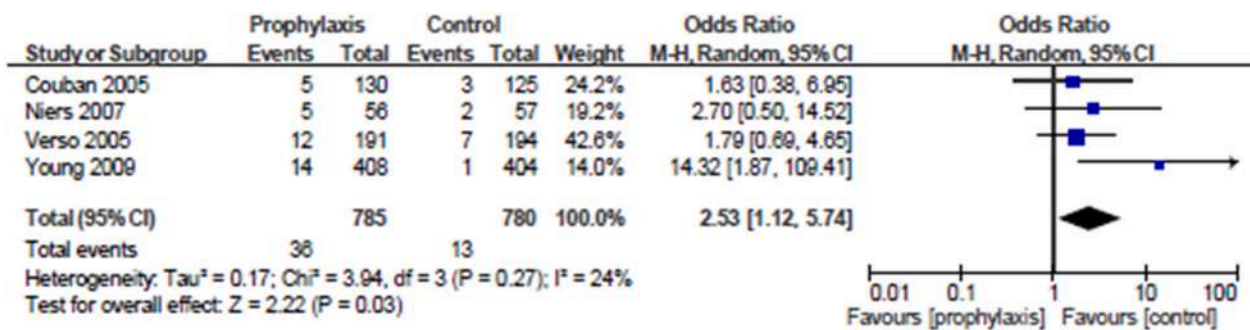 Prophylaxis Control Odds Ratio Odds Ratio
Study or Subgroup Events Total Events Total Weight M-H, Random, 95% CI M-H, Random, 95% CI
Couban 2005 5 130 3 125 24.2% 1.63 [0.38, 6.95]
Niers 2007 5 56 2 57 19.2% 2.70 [0.50, 14.52]
Verso 2005 12 191 7 194 42.6% 1.79 [0.69, 4.65]
Young 2009 14 408 1 404 14.0% 14.32 [1.87, 109.41]
Total (95% CI) 785 780 100.0% 2.53 [1.12, 5.74]
Total events 36 13
Heterogeneity: Tau² = 0.17; Chi² = 3.94, df = 3 (P = 0.27); I² = 24%
Test for overall effect: Z = 2.22 (P = 0.03)
0.01 0.1 1 10 100
Favours [prophylaxis] Favours [control]